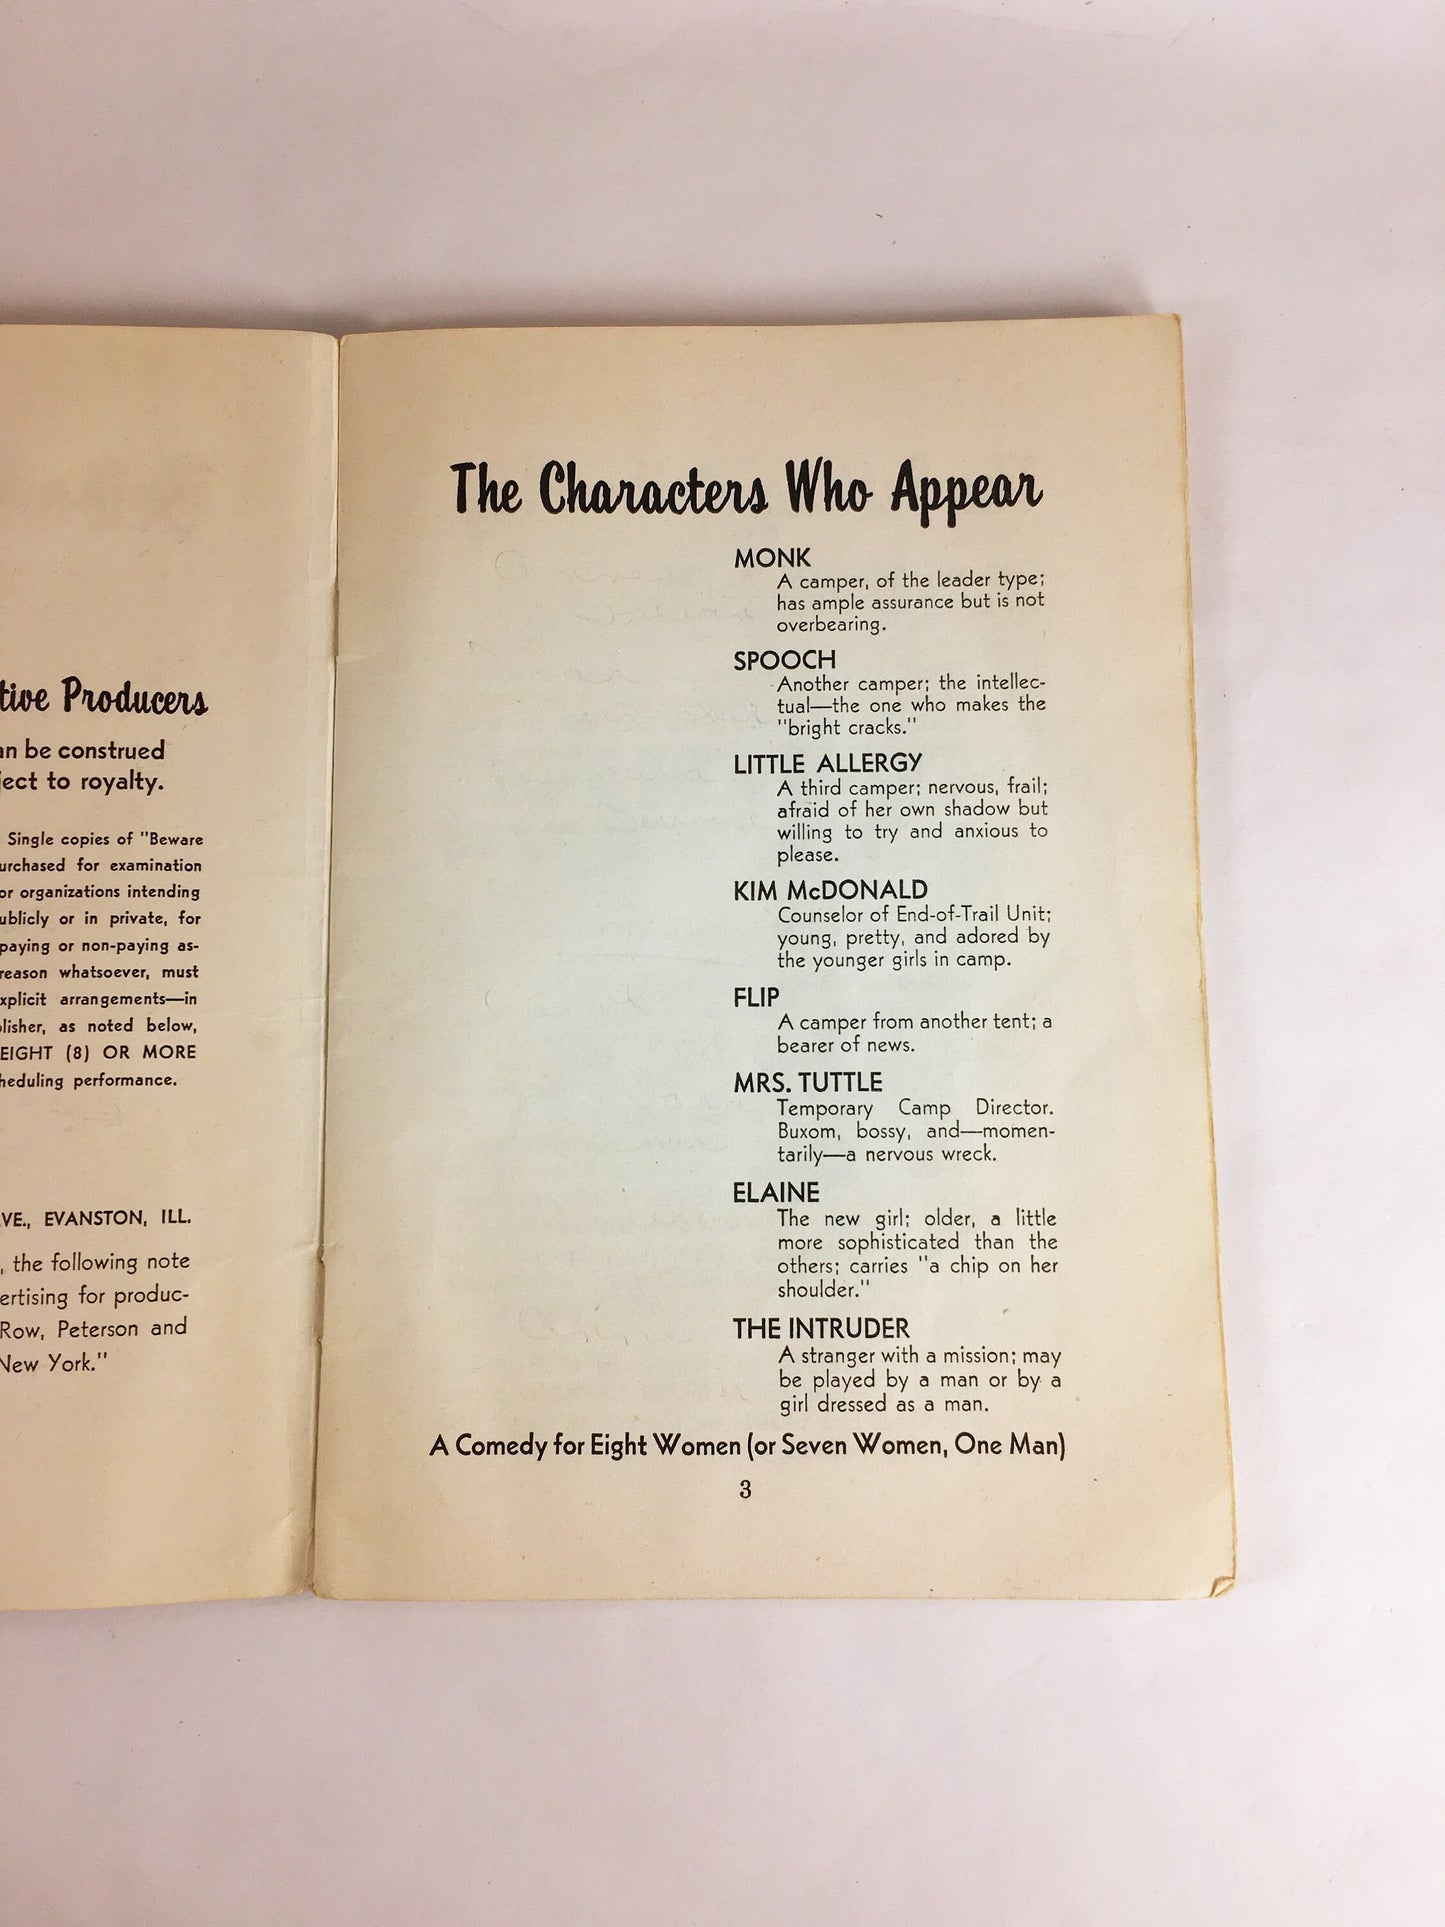 tive Producers
an be construed
ject to royalty.
Single copies of "Beware
urchased for examination
or organizations intending
ublicly or in private, for
paying or non-paying as-
reason whatsoever, must
xplicit arrangements—in
lisher, as noted below,
EIGHT (8) OR MORE
heduling performance.
VE., EVANSTON, ILL.
, the following note
ertising for produc-
Row, Peterson and
New York."
The Characters Who Appear
MONK
A camper, of the leader type;
has ample assurance but is not
overbearing.
SPOOCH
Another camper; the intellec-
tual—the one who makes the
"bright cracks."
LITTLE ALLERGY
A third camper; nervous, frail;
afraid of her own shadow but
willing to try and anxious to
please.
KIM McDONALD
Counselor of End-of-Trail Unit;
young, pretty, and adored by
the younger girls in camp.
FLIP
A camper from another tent; a
bearer of news.
MRS. TUTTLE
Temporary Camp Director.
Buxom, bossy, and—momen-
tarily—a nervous wreck.
ELAINE
The new girl; older, a little
more sophisticated than the
others; carries "a chip on her
shoulder."
THE INTRUDER
A stranger with a mission; may
be played by a man or by a
girl dressed as a man.
A Comedy for Eight Women (or Seven Women, One Man)
3